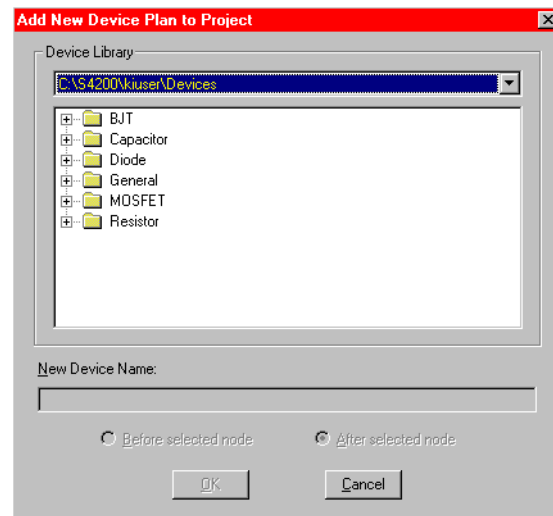 Add New Device Plan to Project
Device Library
C:\S4200\kiuser\Devices
BJT
Capacitor
Diode
General
MOSFET
Resistor
New Device Name:
Before selected node
After selected node
OK
Cancel